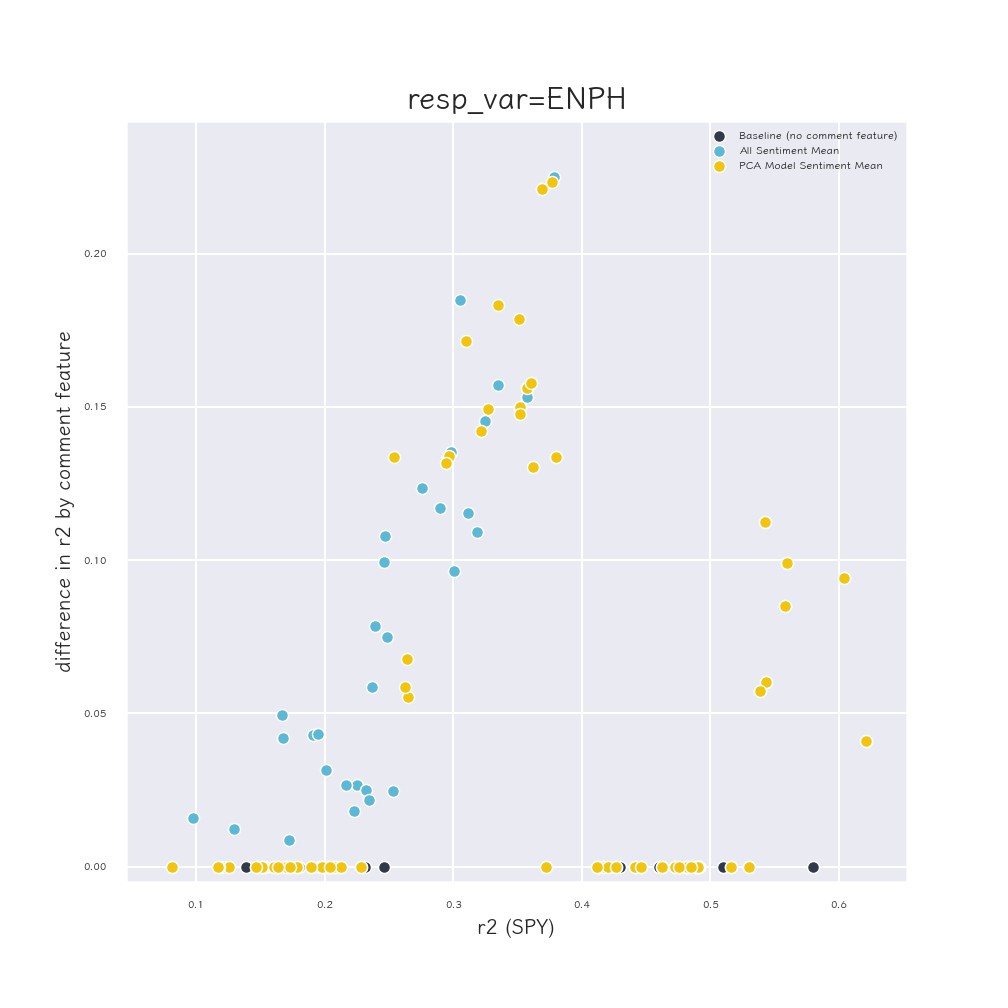 resp_var=ENPH
Baseline (no comment feature)
All Sentiment Mean
PCA Model Sentiment Mean
difference in r2 by comment feature
0.20
0.15
0.10
0.05
0.00
0.1 0.2 0.3 0.4 0.5 0.6
r2 (SPY)